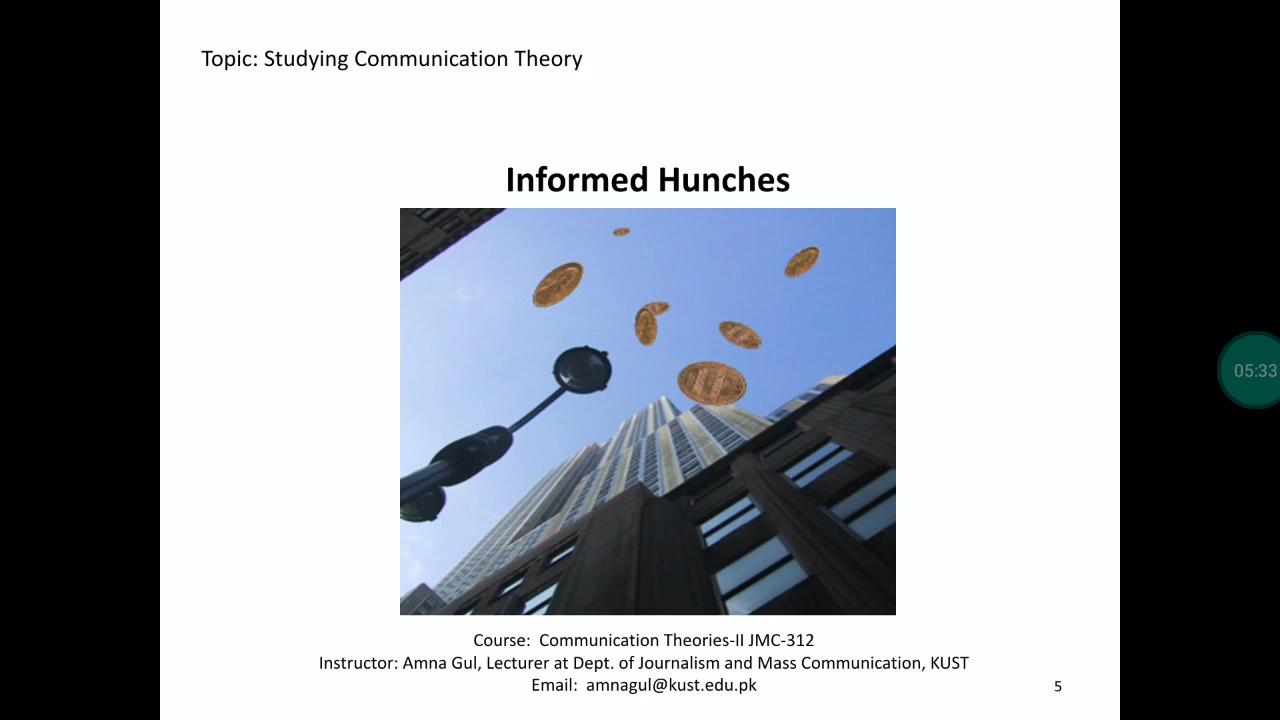 Topic: Studying Communication Theory
Informed Hunches
05:33
Course: Communication Theories-II JMC-312
Instructor: Amna Gul, Lecturer at Dept. of Journalism and Mass Communication, KUST
Email: amnagul@kust.edu.pk
5